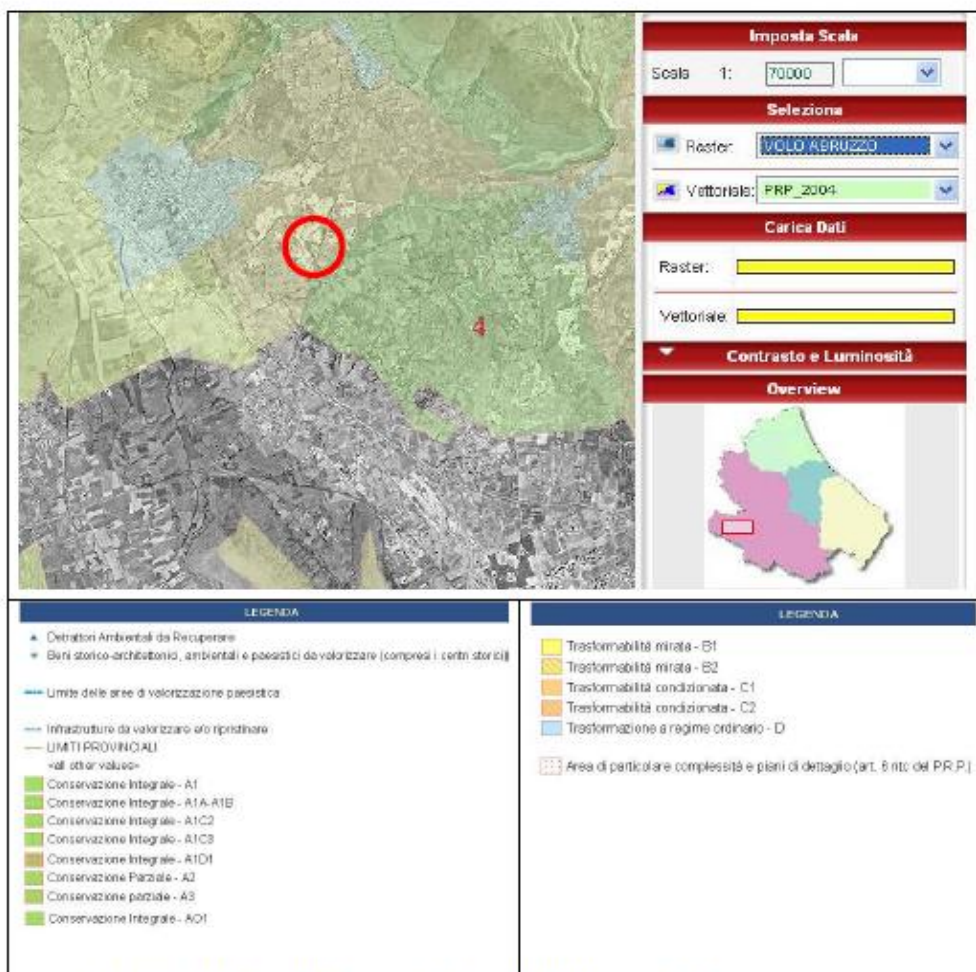 Imposta Scala
Scala 1: 70000
Seleziona
Raster: VOLO ABRUZZO
Vettoriale: PRP_2004
Carica Dati
Raster:
Vettoriale:
Contrasto e Luminosità
Overview
4
LEGENDA
Detrattori Ambientali da Recuperare
Beni storico-architettonici, ambientali e paesistici da valorizzare (compresi i centri storici)
Limite delle aree di valorizzazione paesistica
Infrastrutture da valorizzare e/o ripristinare
LIMITI PROVINCIALI
<all other values>
Conservazione Integrale - A1
Conservazione Integrale - A1A-A1B
Conservazione Integrale - A1C2
Conservazione Integrale - A1C3
Conservazione Integrale - A1D1
Conservazione Parziale - A2
Conservazione parziale - A3
Conservazione Integrale - AO1
LEGENDA
Trasformabilità mirata - B1
Trasformabilità mirata - B2
Trasformabilità condizionata - C1
Trasformabilità condizionata - C2
Trasformazione a regime ordinario - D
Area di particolare complessità e piani di dettaglio (art. 6 ntc del P.R.P.)